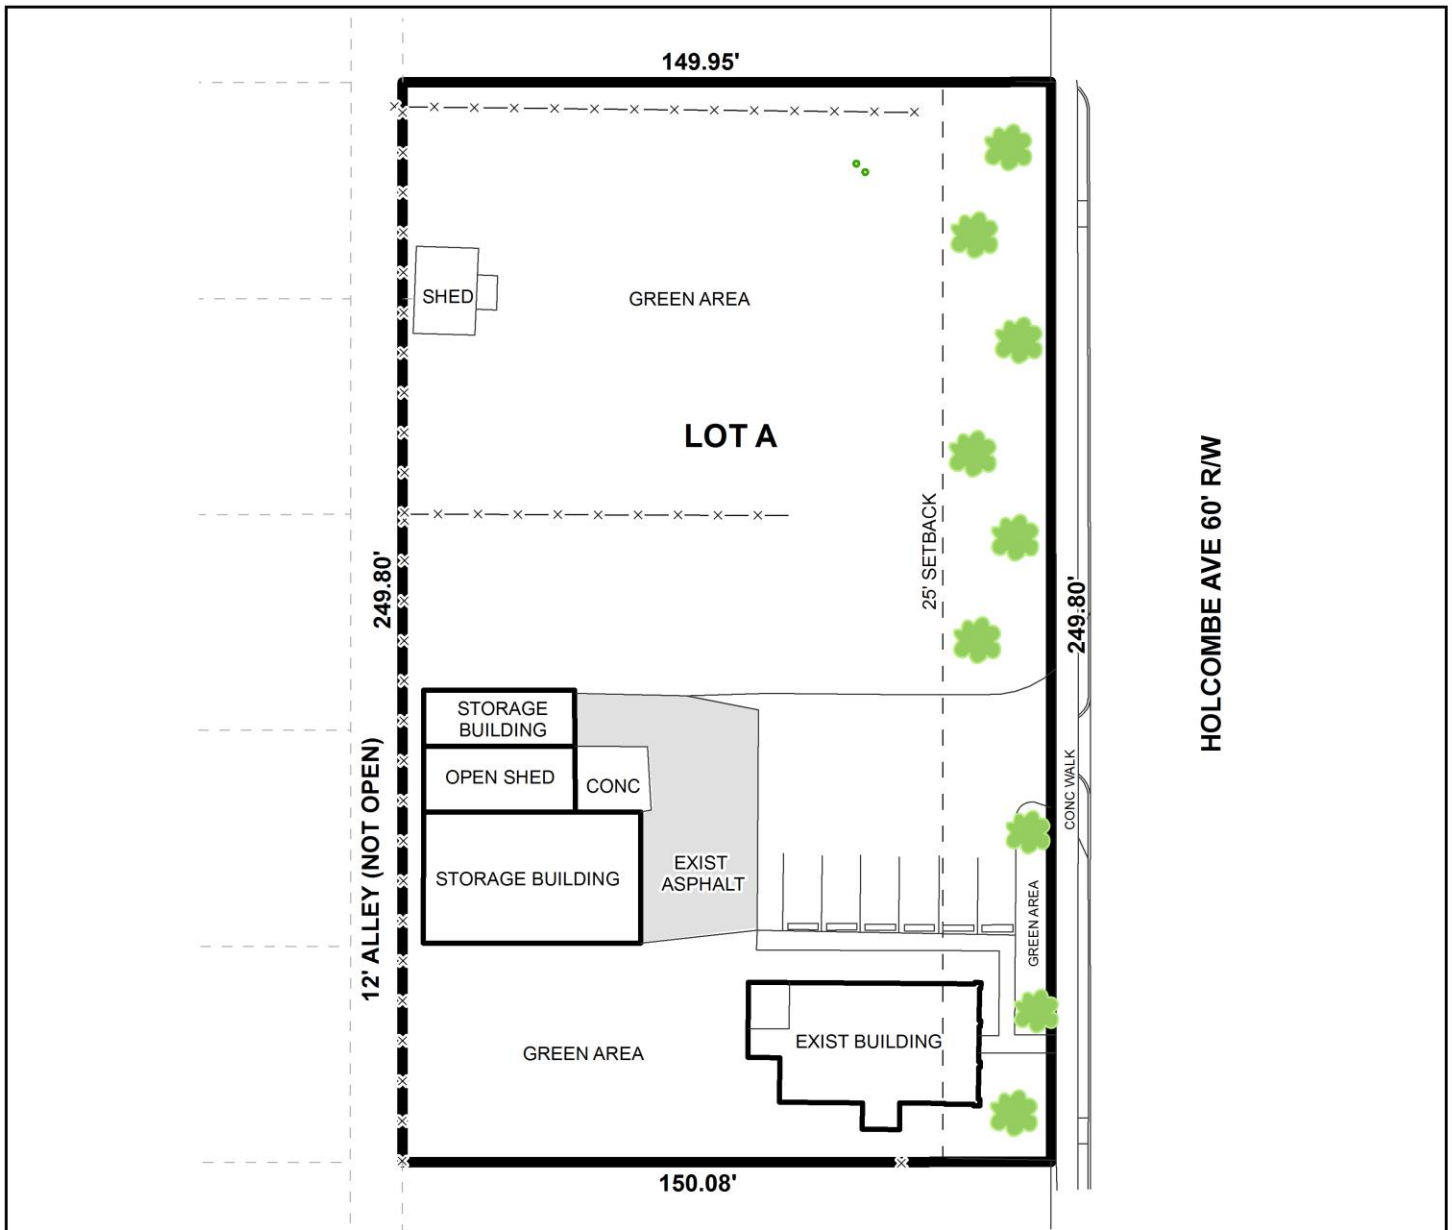 149.95'
SHED
GREEN AREA
LOT A
25' SETBACK
HOLCOMBE AVE 60' R/W
249.80'
249.80'
STORAGE
BUILDING
OPEN SHED
CONC
12' ALLEY (NOT OPEN)
CONC WALK
STORAGE BUILDING
EXIST
ASPHALT
GREEN AREA
GREEN AREA
EXIST BUILDING
150.08'